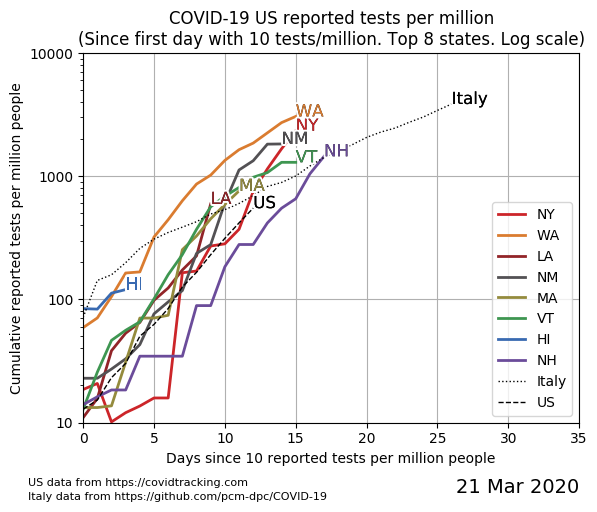 COVID-19 US reported tests per million
(Since first day with 10 tests/million. Top 8 states. Log scale)
Cumulative reported tests per million people
10000
1000
100
10
Italy
WA
NY
NM
NH
VT
MA
LA
US
HI
NY
WA
LA
NM
MA
VT
HI
NH
Italy
US
0 5 10 15 20 25 30 35
Days since 10 reported tests per million people
US data from https://covidtracking.com
Italy data from https://github.com/pcm-dpc/COVID-19
21 Mar 2020